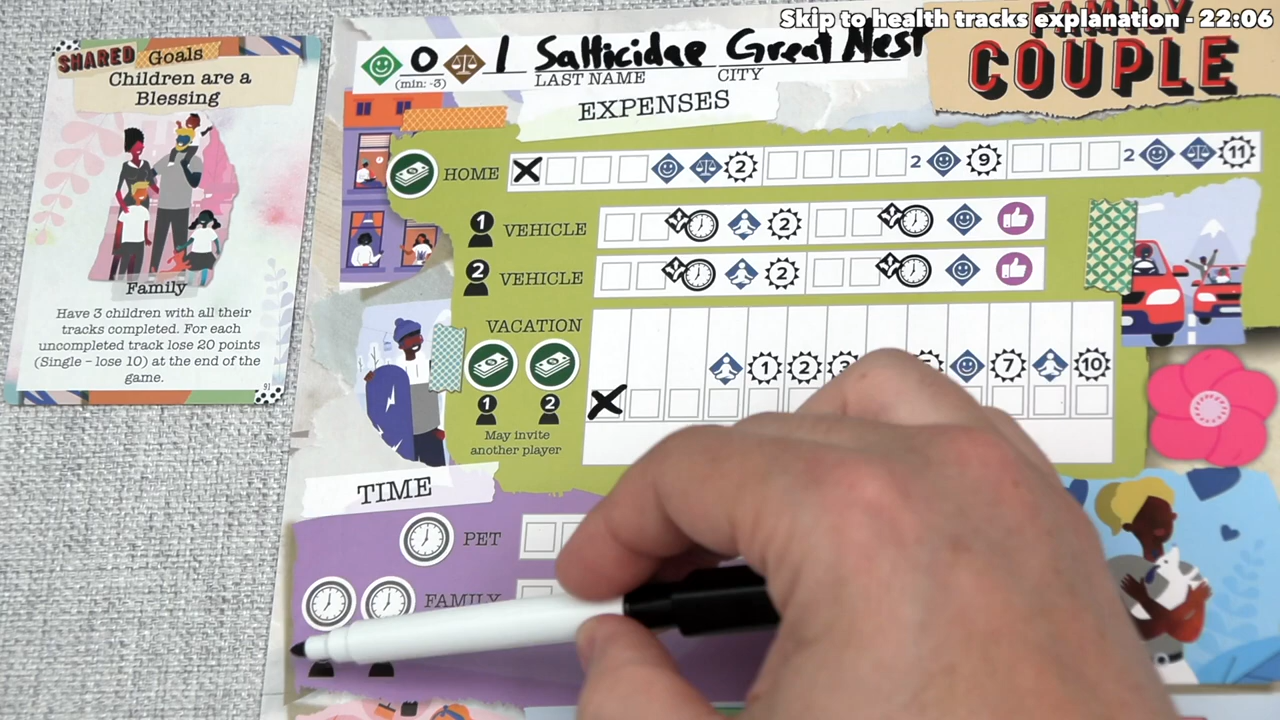 Skip to health tracks explanation - 22:06
SHARED Goals
Children are a
Blessing
Family
Have 3 children with all their
tracks completed. For each
uncompleted track lose 20 points
(Single – lose 10) at the end of the
game.
91
0 1 Salticidae Great Nest
(min: -3) LAST NAME CITY
FAMILY
COUPLE
EXPENSES
HOME 2 2 9 2 11
1 VEHICLE 2
2 VEHICLE 2
VACATION
1 2 3 7 10
1 2
May invite
another player
TIME
PET
FAMILY